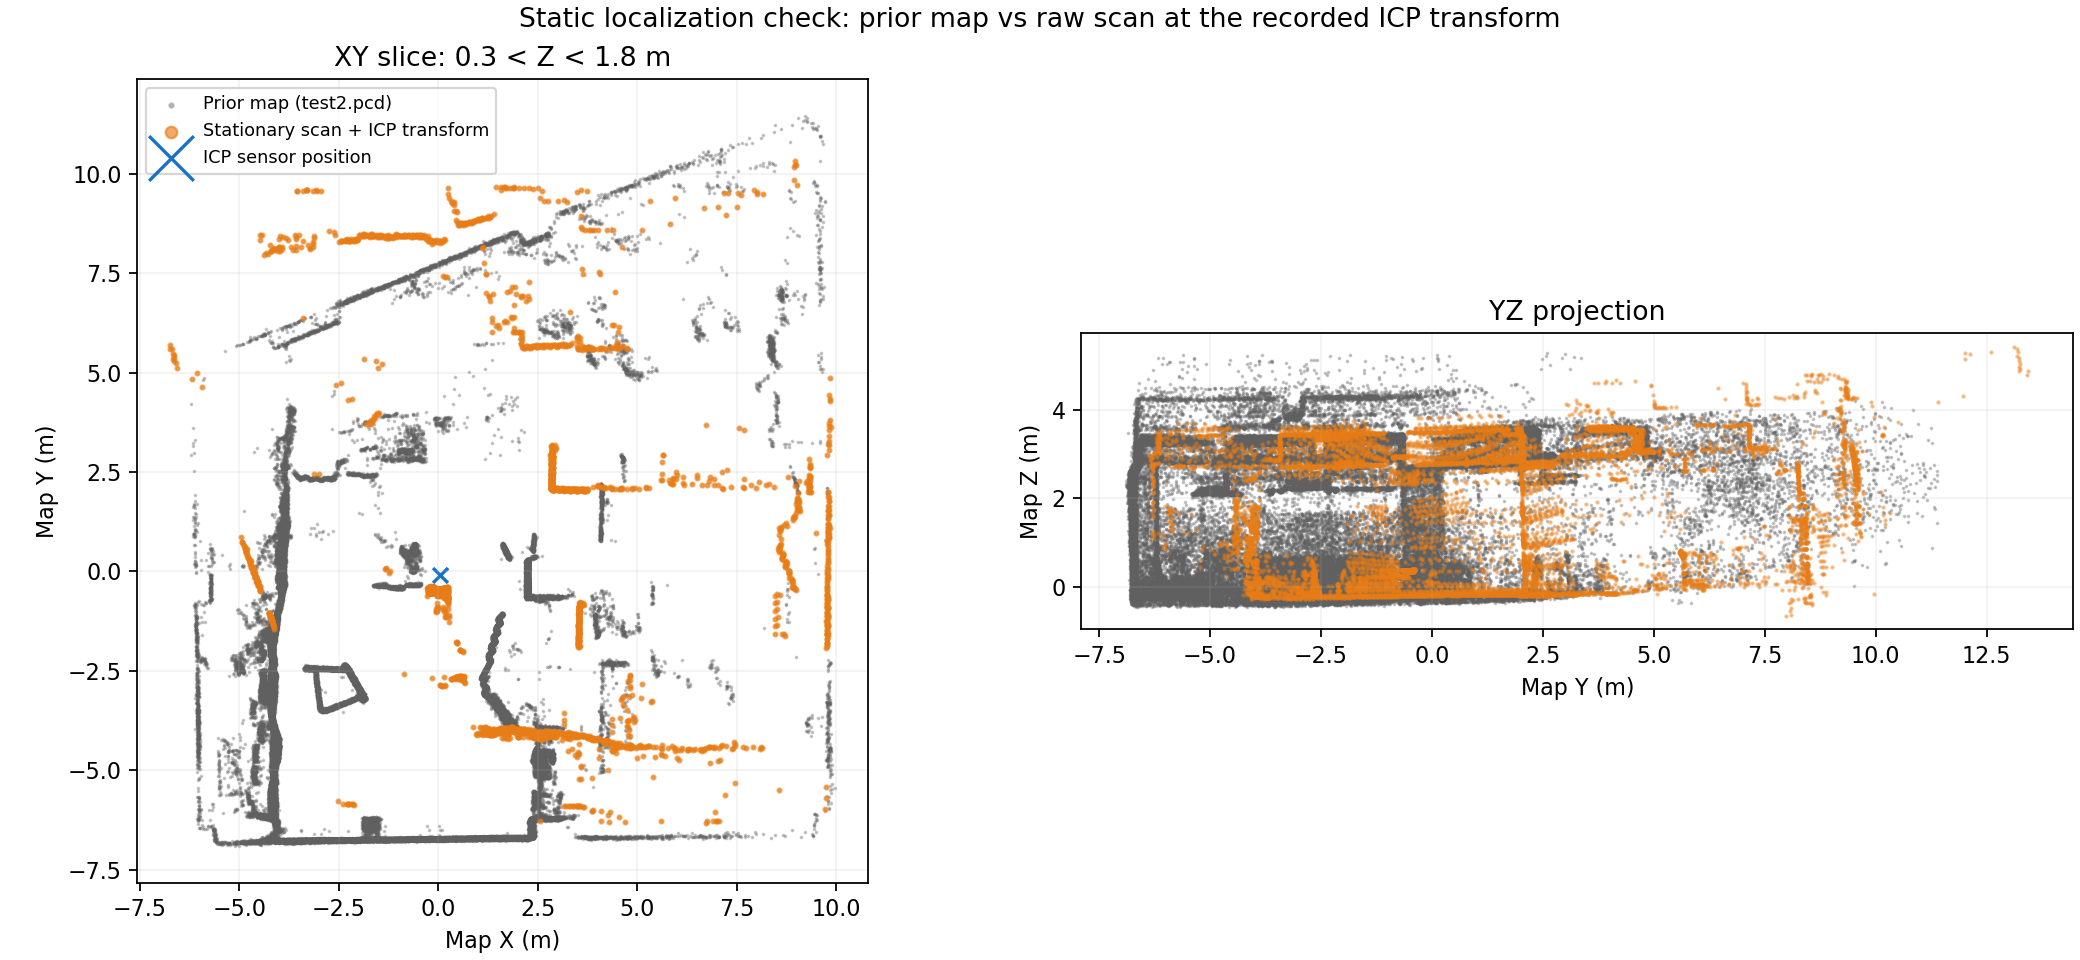 Static localization check: prior map vs raw scan at the recorded ICP transform
XY slice: 0.3 < Z < 1.8 m
Prior map (test2.pcd)
Stationary scan + ICP transform
ICP sensor position
10.0
7.5
5.0
2.5
0.0
−2.5
−5.0
−7.5
Map Y (m)
−7.5 −5.0 −2.5 0.0 2.5 5.0 7.5 10.0
Map X (m)
YZ projection
4
2
0
Map Z (m)
−7.5 −5.0 −2.5 0.0 2.5 5.0 7.5 10.0 12.5
Map Y (m)